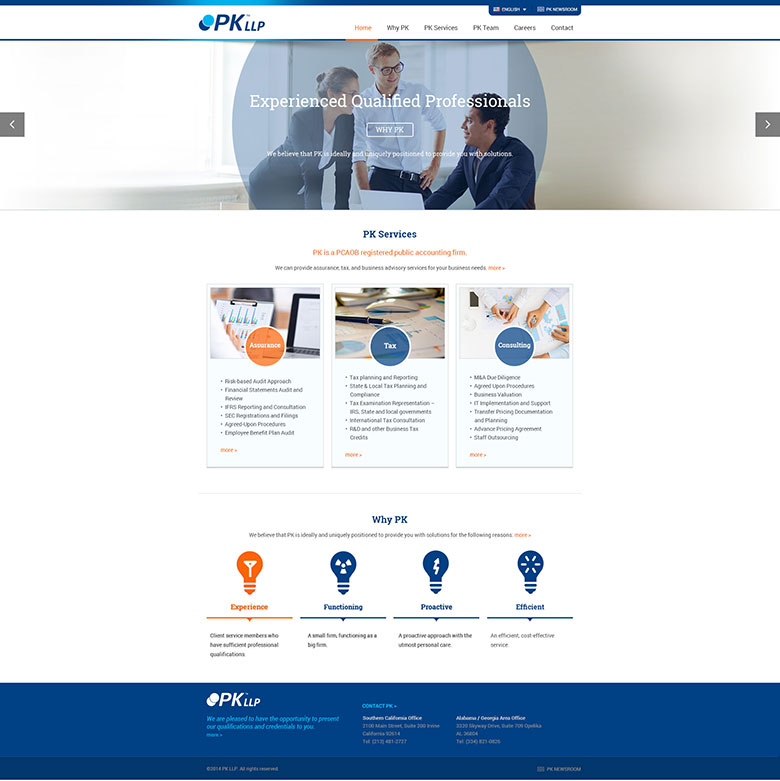 ENGLISH
PK NEWSROOM
PK LLP
Home
Why PK
PK Services
PK Team
Careers
Contact
Experienced Qualified Professionals
WHY PK
We believe that PK is ideally and uniquely positioned to provide you with solutions.
PK Services
PK is a PCAOB registered public accounting firm.
We can provide assurance, tax, and business advisory services for your business needs. more »
Assurance
• Risk-based Audit Approach
• Financial Statements Audit and
Review
• IFRS Reporting and Consultation
• SEC Registrations and Filings
• Agreed-Upon Procedures
• Employee Benefit Plan Audit
more »
Tax
• Tax planning and Reporting
• State & Local Tax Planning and
Compliance
• Tax Examination Representation –
IRS, State and local governments
• International Tax Consultation
• R&D and other Business Tax
Credits
more »
Consulting
• M&A Due Diligence
• Agreed Upon Procedures
• Business Valuation
• IT Implementation and Support
• Transfer Pricing Documentation
and Planning
• Advance Pricing Agreement
• Staff Outsourcing
more »
Why PK
We believe that PK is ideally and uniquely positioned to provide you with solutions for the following reasons: more »
Experience
Client service members who
have sufficient professional
qualifications.
Functioning
A small firm, functioning as a
big firm.
Proactive
A proactive approach with the
utmost personal care.
Efficient
An efficient, cost-effective
service.
PK LLP
We are pleased to have the opportunity to present
our qualifications and credentials to you.
more »
CONTACT PK »
Southern California Office
2100 Main Street, Suite 200 Irvine
California 92614
Tel: (213) 481-2727
Alabama / Georgia Area Office
3320 Skyway Drive, Suite 709 Opelika
AL 36804
Tel: (334) 821-6826
©2014 PK LLP. All rights reserved.
PK NEWSROOM